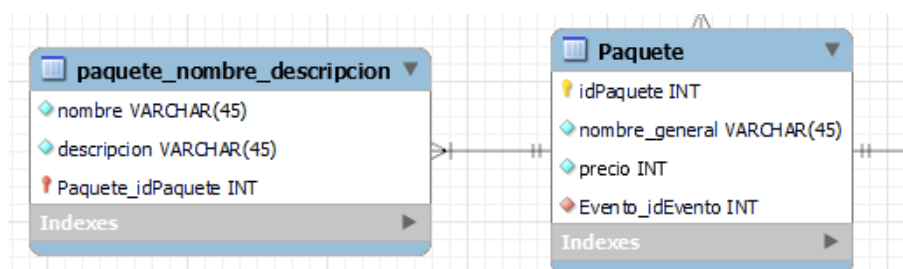 paquete_nombre_descripcion
nombre VARCHAR(45)
descripcion VARCHAR(45)
Paquete_idPaquete INT
Indexes
Paquete
idPaquete INT
nombre_general VARCHAR(45)
precio INT
Evento_idEvento INT
Indexes